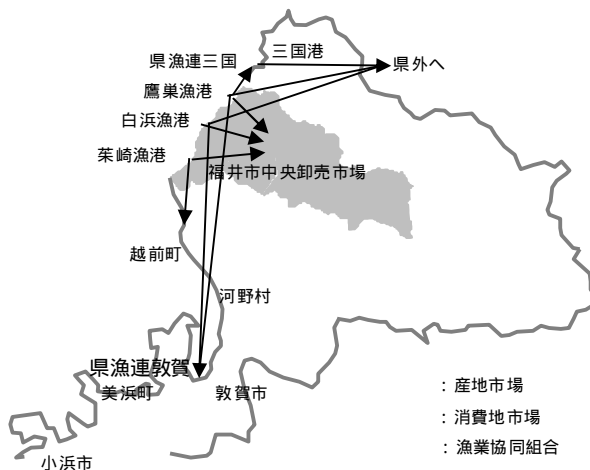 県漁連三国
三国港
県外へ
鷹巣漁港
白浜漁港
茱崎漁港
福井市中央卸売市場
越前町
河野村
県漁連敦賀
美浜町
敦賀市
小浜市
：産地市場
：消費地市場
：漁業協同組合